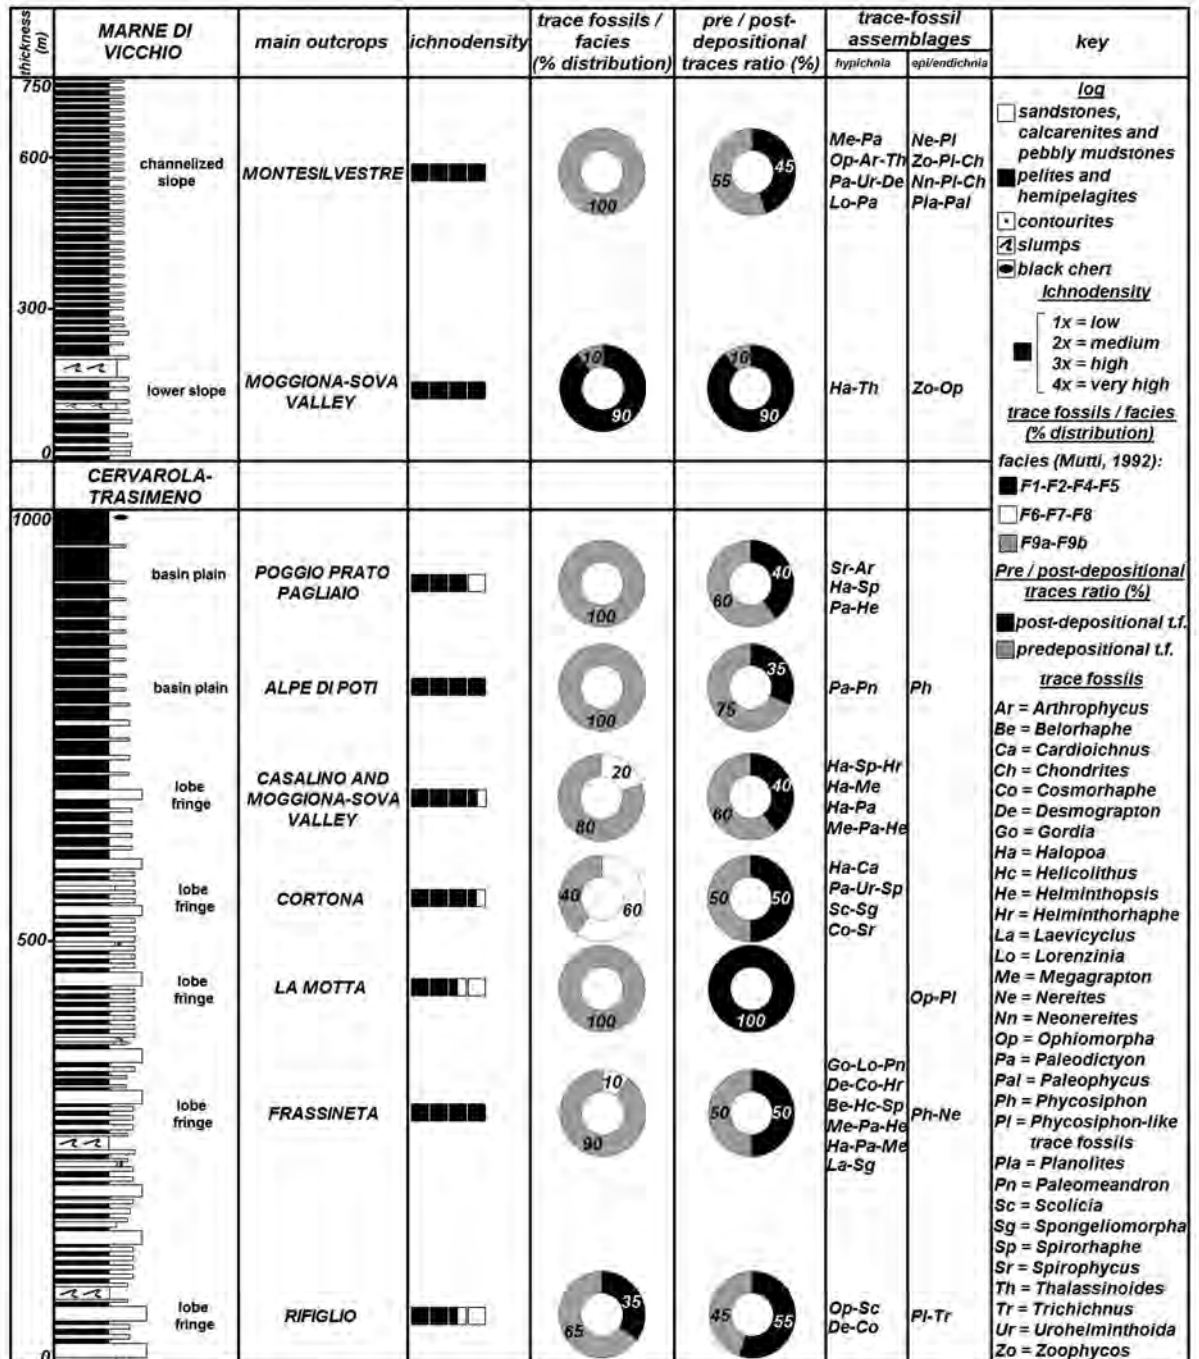 thickness (m)
MARNE DI
VICCHIO
main outcrops
ichnodensity
trace fossils /
facies
(% distribution)
pre / post-
depositional
traces ratio (%)
trace-fossil
assemblages
hypichnia
epi/endichnia
key
750
600
300
0
channelized
slope
MONTESILVESTRE
100
55
45
Me-Pa
Op-Ar-Th
Pa-Ur-De
Lo-Pa
Ne-Pl
Zo-Pl-Ch
Nn-Pl-Ch
Pla-Pal
lower slope
MOGGIONA-SOVA
VALLEY
10
90
10
90
Ha-Th
Zo-Op
CERVAROLA-
TRASIMENO
1000
500
0
basin plain
POGGIO PRATO
PAGLIAIO
100
60
40
Sr-Ar
Ha-Sp
Pa-He
basin plain
ALPE DI POTI
100
75
35
Pa-Pn
Ph
lobe
fringe
CASALINO AND
MOGGIONA-SOVA
VALLEY
20
80
60
40
Ha-Sp-Hr
Ha-Me
Ha-Pa
Me-Pa-He
lobe
fringe
CORTONA
40
60
50
50
Ha-Ca
Pa-Ur-Sp
Sc-Sg
Co-Sr
lobe
fringe
LA MOTTA
100
100
Op-Pl
lobe
fringe
FRASSINETA
10
90
50
50
Go-Lo-Pn
De-Co-Hr
Be-Hc-Sp
Me-Pa-He
Ha-Pa-Me
La-Sg
Ph-Ne
lobe
fringe
RIFIGLIO
35
65
45
55
Op-Sc
De-Co
Pl-Tr
log
sandstones,
calcarenites and
pebbly mudstones
pelites and
hemipelagites
contourites
slumps
black chert
Ichnodensity
1x = low
2x = medium
3x = high
4x = very high
trace fossils / facies
(% distribution)
facies (Mutti, 1992):
F1-F2-F4-F5
F6-F7-F8
F9a-F9b
Pre / post-depositional
traces ratio (%)
post-depositional t.f.
predepositional t.f.
trace fossils
Ar = Arthrophycus
Be = Belorhaphe
Ca = Cardioichnus
Ch = Chondrites
Co = Cosmorhaphe
De = Desmograpton
Go = Gordia
Ha = Halopoa
Hc = Helicolithus
He = Helminthopsis
Hr = Helminthorhaphe
La = Laevicyclus
Lo = Lorenzinia
Me = Megagrapton
Ne = Nereites
Nn = Neonereites
Op = Ophiomorpha
Pa = Paleodictyon
Pal = Paleophycus
Ph = Phycosiphon
Pl = Phycosiphon-like
trace fossils
Pla = Planolites
Pn = Paleomeandron
Sc = Scolicia
Sg = Spongeliomorpha
Sp = Spirorhaphe
Sr = Spirophycus
Th = Thalassinoides
Tr = Trichichnus
Ur = Urohelminthoida
Zo = Zoophycos